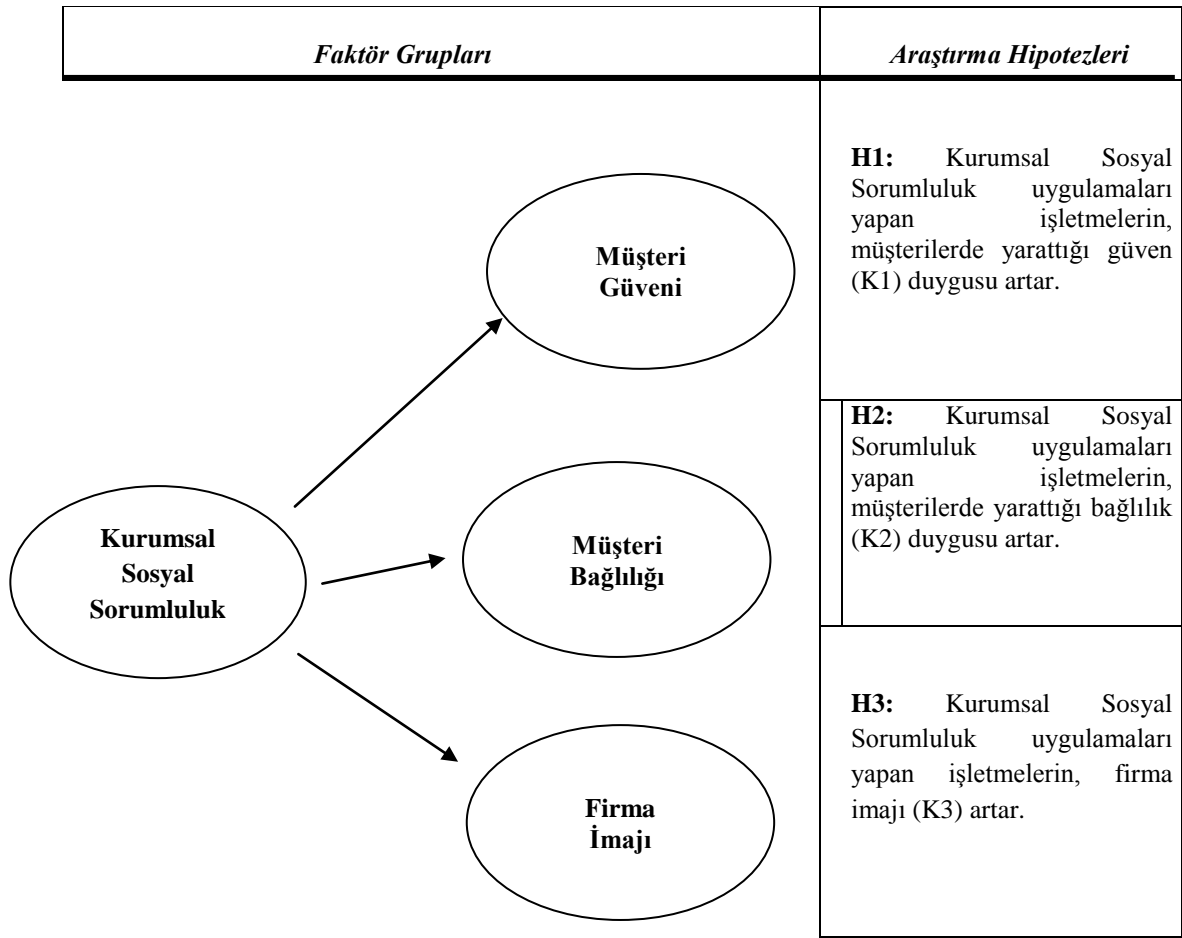 Faktör Grupları
Araştırma Hipotezleri
Kurumsal
Sosyal
Sorumluluk
Müşteri
Güveni
Müşteri
Bağlılığı
Firma
İmajı
H1: Kurumsal Sosyal
Sorumluluk uygulamaları
yapan işletmelerin,
müşterilerde yarattığı güven
(K1) duygusu artar.
H2: Kurumsal Sosyal
Sorumluluk uygulamaları
yapan işletmelerin,
müşterilerde yarattığı bağlılık
(K2) duygusu artar.
H3: Kurumsal Sosyal
Sorumluluk uygulamaları
yapan işletmelerin, firma
imajı (K3) artar.